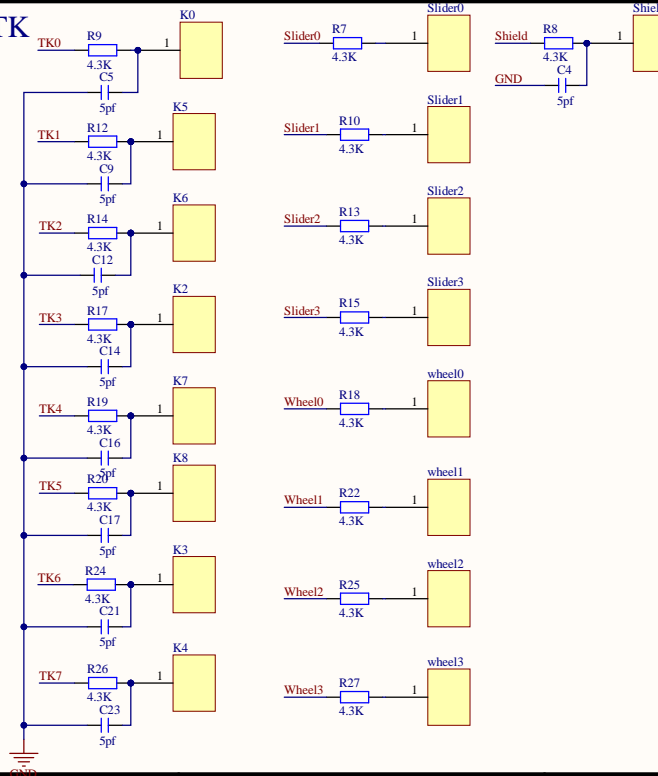 TK
TK0
R9
4.3K
C5
5pf
1
K0
TK1
R12
4.3K
C9
5pf
1
K5
TK2
R14
4.3K
C12
5pf
1
K6
TK3
R17
4.3K
C14
5pf
1
K2
TK4
R19
4.3K
C16
5pf
1
K7
TK5
R20
4.3K
C17
5pf
1
K8
TK6
R24
4.3K
C21
5pf
1
K3
TK7
R26
4.3K
C23
5pf
1
K4
GND
Slider0
R7
4.3K
1
Slider0
Slider1
R10
4.3K
1
Slider1
Slider2
R13
4.3K
1
Slider2
Slider3
R15
4.3K
1
Slider3
Wheel0
R18
4.3K
1
wheel0
Wheel1
R22
4.3K
1
wheel1
Wheel2
R25
4.3K
1
wheel2
Wheel3
R27
4.3K
1
wheel3
Shield
R8
4.3K
GND
C4
5pf
1